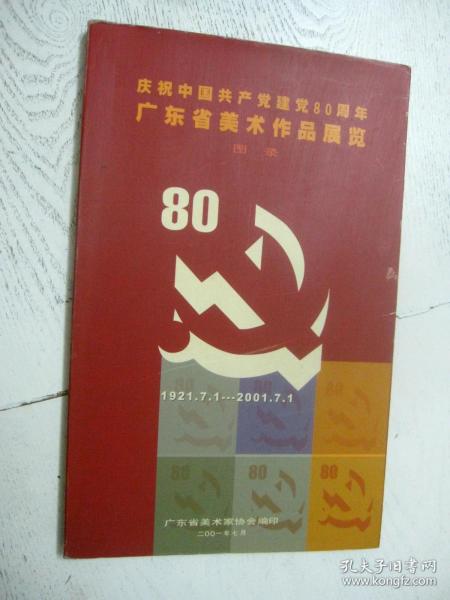 庆祝中国共产党建党80周年
广东省美术作品展览
图 录
80
1921.7.1---2001.7.1
80 80 80
80 80 80
广东省美术家协会编印
二〇〇一年七月
孔夫子旧书网
www.kongfz.com